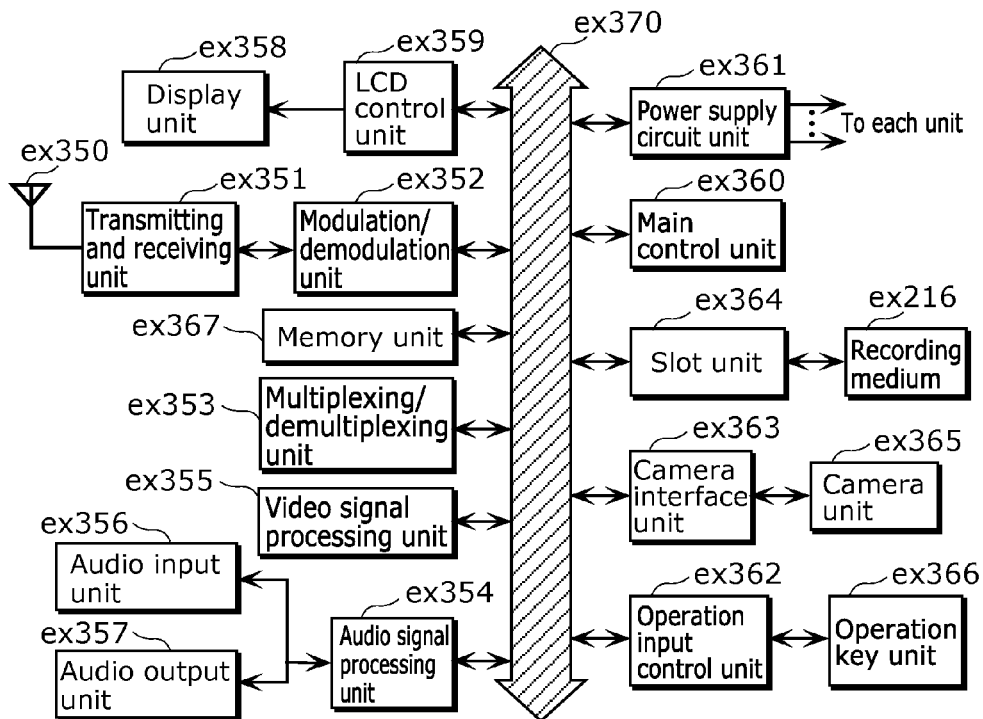 ex370
ex358
ex359
Display
unit
LCD
control
unit
ex361
Power supply
circuit unit
To each unit
ex350
ex351
ex352
Transmitting
and receiving
unit
Modulation/
demodulation
unit
ex360
Main
control unit
ex367
Memory unit
ex364
ex216
Slot unit
Recording
medium
ex353
Multiplexing/
demultiplexing
unit
ex363
ex365
Camera
interface
unit
Camera
unit
ex355
Video signal
processing unit
ex356
Audio input
unit
ex357
Audio output
unit
ex354
Audio signal
processing
unit
ex362
ex366
Operation
input
control unit
Operation
key unit